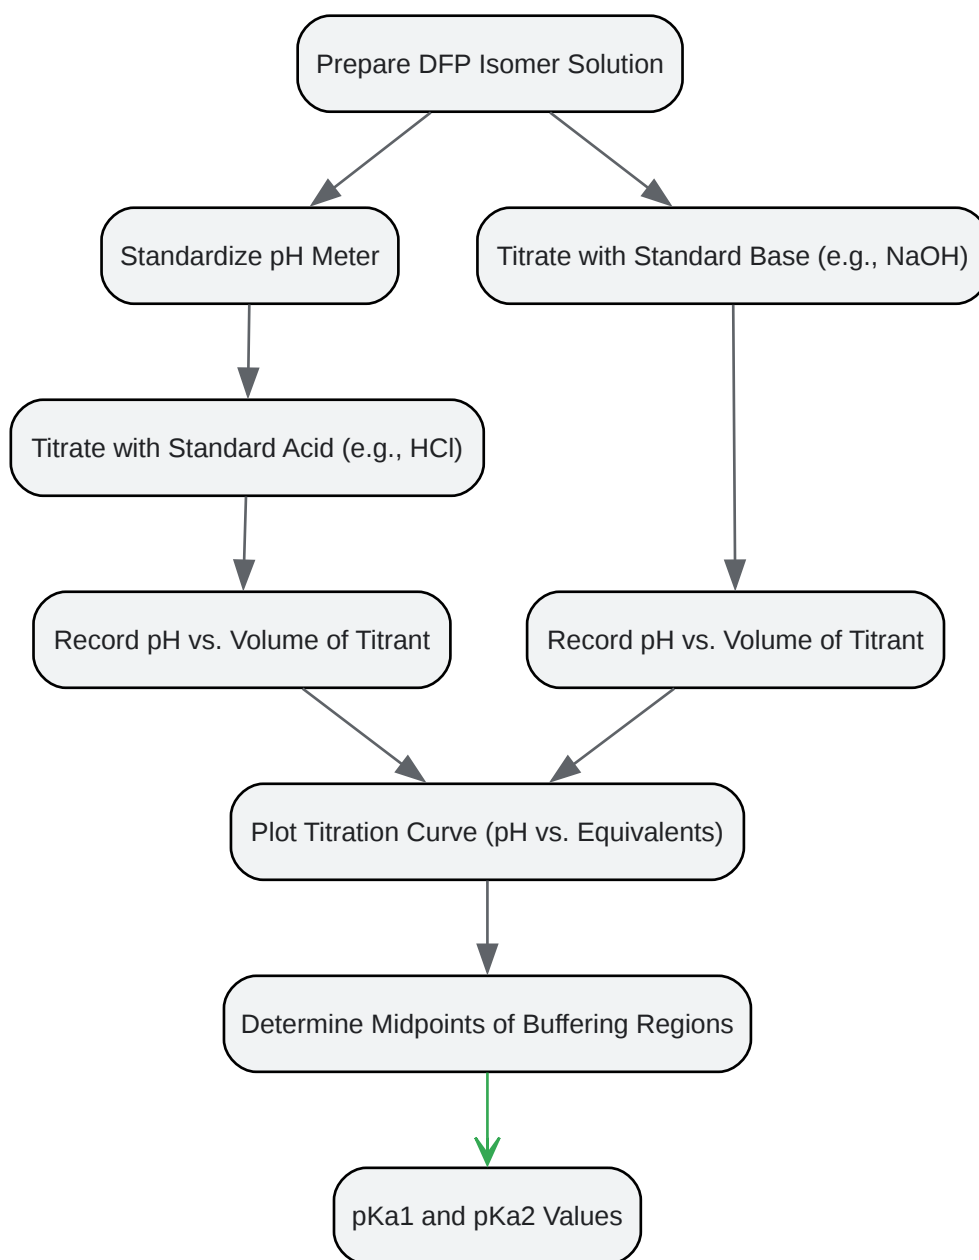 Prepare DFP Isomer Solution
Standardize pH Meter
Titrate with Standard Base (e.g., NaOH)
Titrate with Standard Acid (e.g., HCl)
Record pH vs. Volume of Titrant
Record pH vs. Volume of Titrant
Plot Titration Curve (pH vs. Equivalents)
Determine Midpoints of Buffering Regions
pKa1 and pKa2 Values